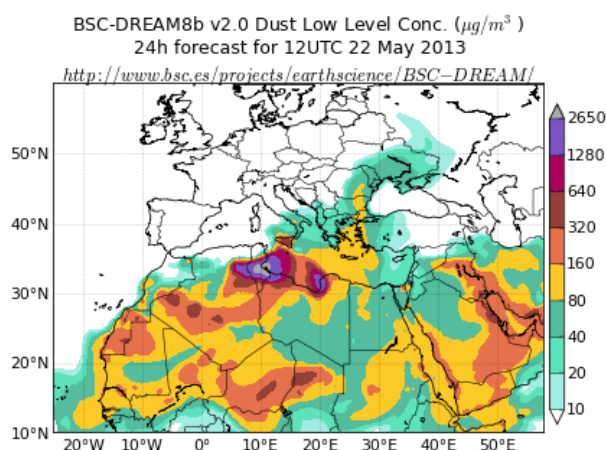 BSC-DREAM8b v2.0 Dust Low Level Conc. (μg/m³ )
24h forecast for 12UTC 22 May 2013
http://www.bsc.es/projects/earthscience/BSC−DREAM/
50°N
40°N
30°N
20°N
10°N
20°W 10°W 0° 10°E 20°E 30°E 40°E 50°E
2650
1280
640
320
160
80
40
20
10